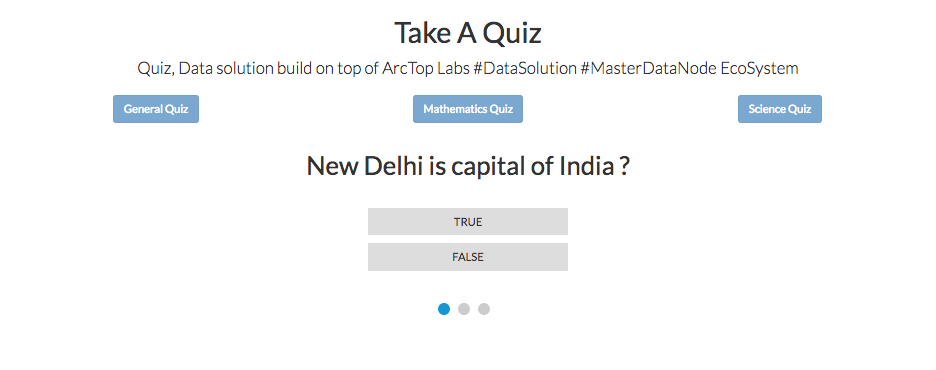 Take A Quiz
Quiz, Data solution build on top of ArcTop Labs #DataSolution #MasterDataNode EcoSystem
General Quiz
Mathematics Quiz
Science Quiz
New Delhi is capital of India ?
TRUE
FALSE